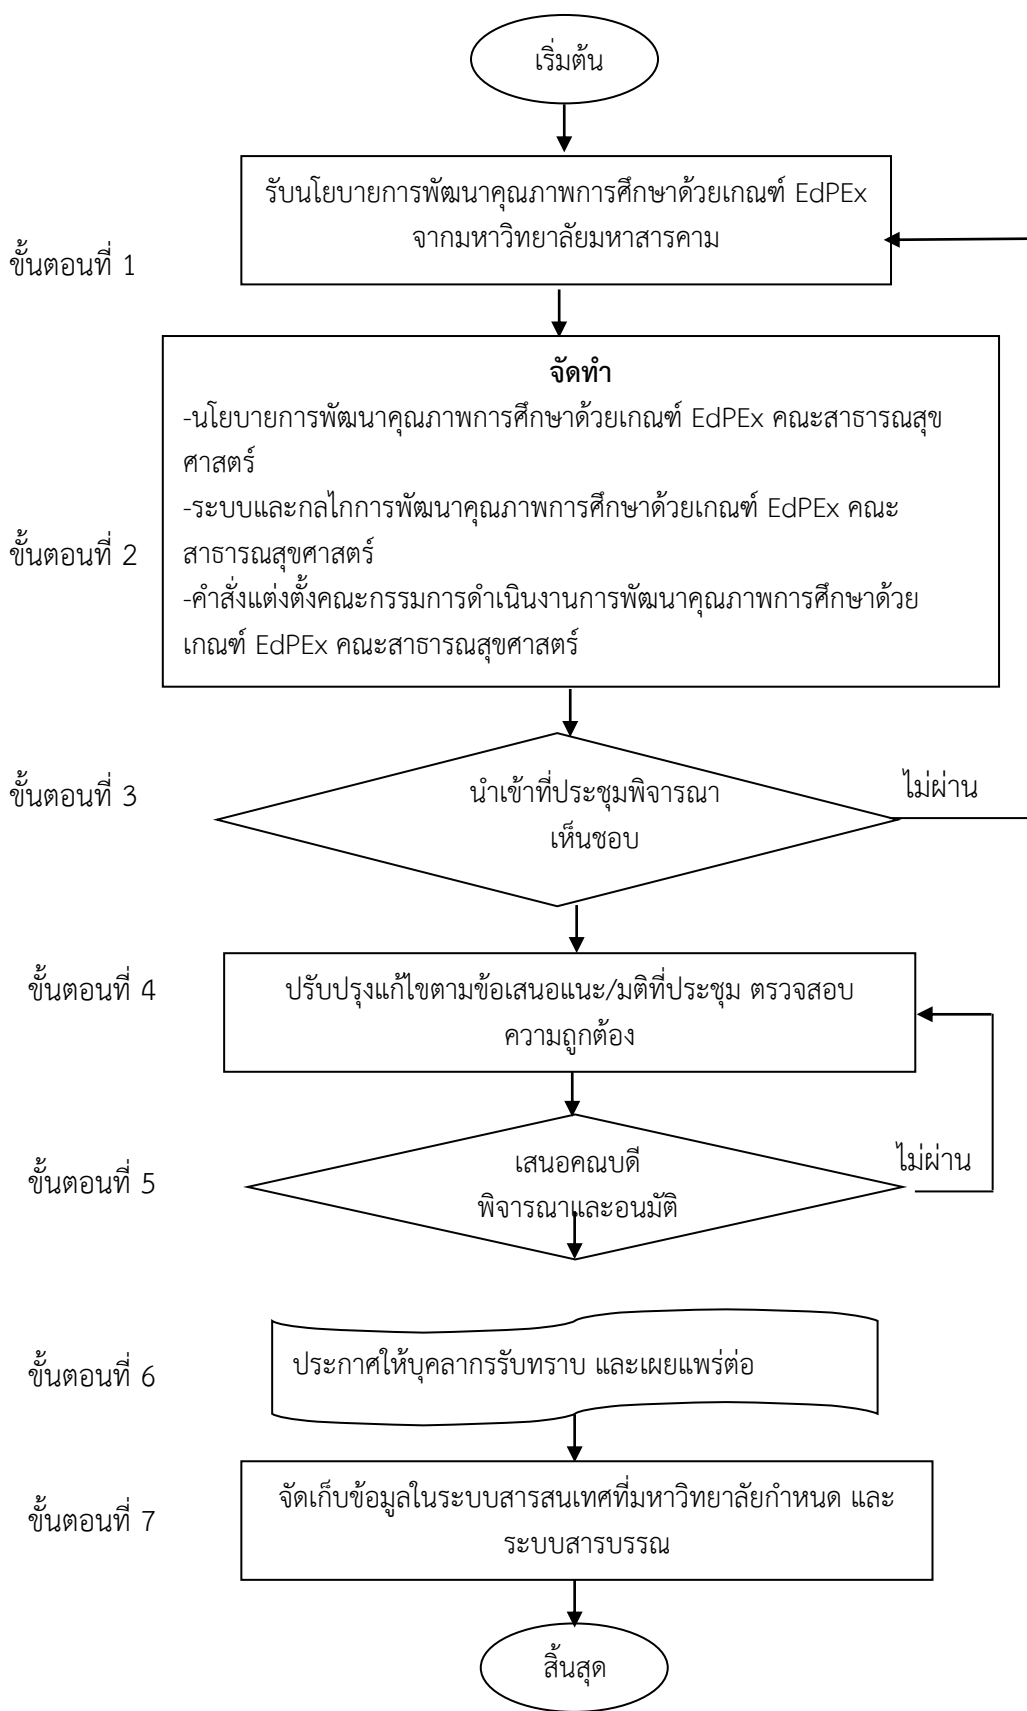 เริ่มต้น
รับนโยบายการพัฒนาคุณภาพการศึกษาด้วยเกณฑ์ EdPEx
จากมหาวิทยาลัยมหาสารคาม
ขั้นตอนที่ 1
จัดทำ
-นโยบายการพัฒนาคุณภาพการศึกษาด้วยเกณฑ์ EdPEx คณะสาธารณสุข
ศาสตร์
-ระบบและกลไกการพัฒนาคุณภาพการศึกษาด้วยเกณฑ์ EdPEx คณะ
สาธารณสุขศาสตร์
ขั้นตอนที่ 2
-คำสั่งแต่งตั้งคณะกรรมการดำเนินงานการพัฒนาคุณภาพการศึกษาด้วย
เกณฑ์ EdPEx คณะสาธารณสุขศาสตร์
ขั้นตอนที่ 3
นำเข้าที่ประชุมพิจารณา
เห็นชอบ
ไม่ผ่าน
ขั้นตอนที่ 4
ปรับปรุงแก้ไขตามข้อเสนอแนะ/มติที่ประชุม ตรวจสอบ
ความถูกต้อง
ขั้นตอนที่ 5
เสนอคณบดี
พิจารณาและอนมัติ
ไม่ผ่าน
ขั้นตอนที่ 6
ประกาศให้บุคลากรรับทราบ และเผยแพร่ต่อ
ขั้นตอนที่ 7
จัดเก็บข้อมูลในระบบสารสนเทศที่มหาวิทยาลัยกำหนด และ
ระบบสารบรรณ
สิ้นสุด